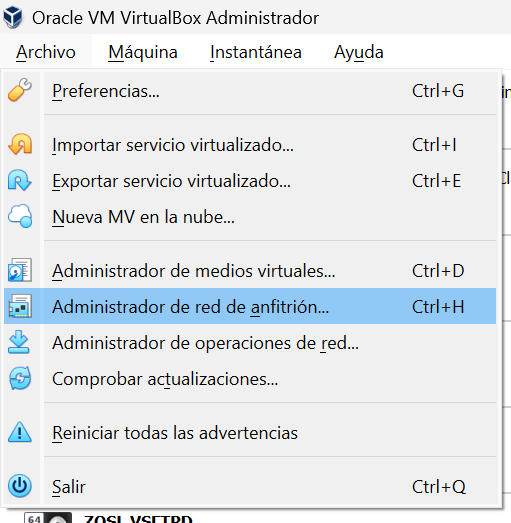 Oracle VM VirtualBox Administrador
Archivo Máquina Instantánea Ayuda
Preferencias... Ctrl+G
Importar servicio virtualizado... Ctrl+I
Exportar servicio virtualizado... Ctrl+E
Nueva MV en la nube...
Administrador de medios virtuales... Ctrl+D
Administrador de red de anfitrión... Ctrl+H
Administrador de operaciones de red...
Comprobar actualizaciones...
Reiniciar todas las advertencias
Salir Ctrl+Q
64